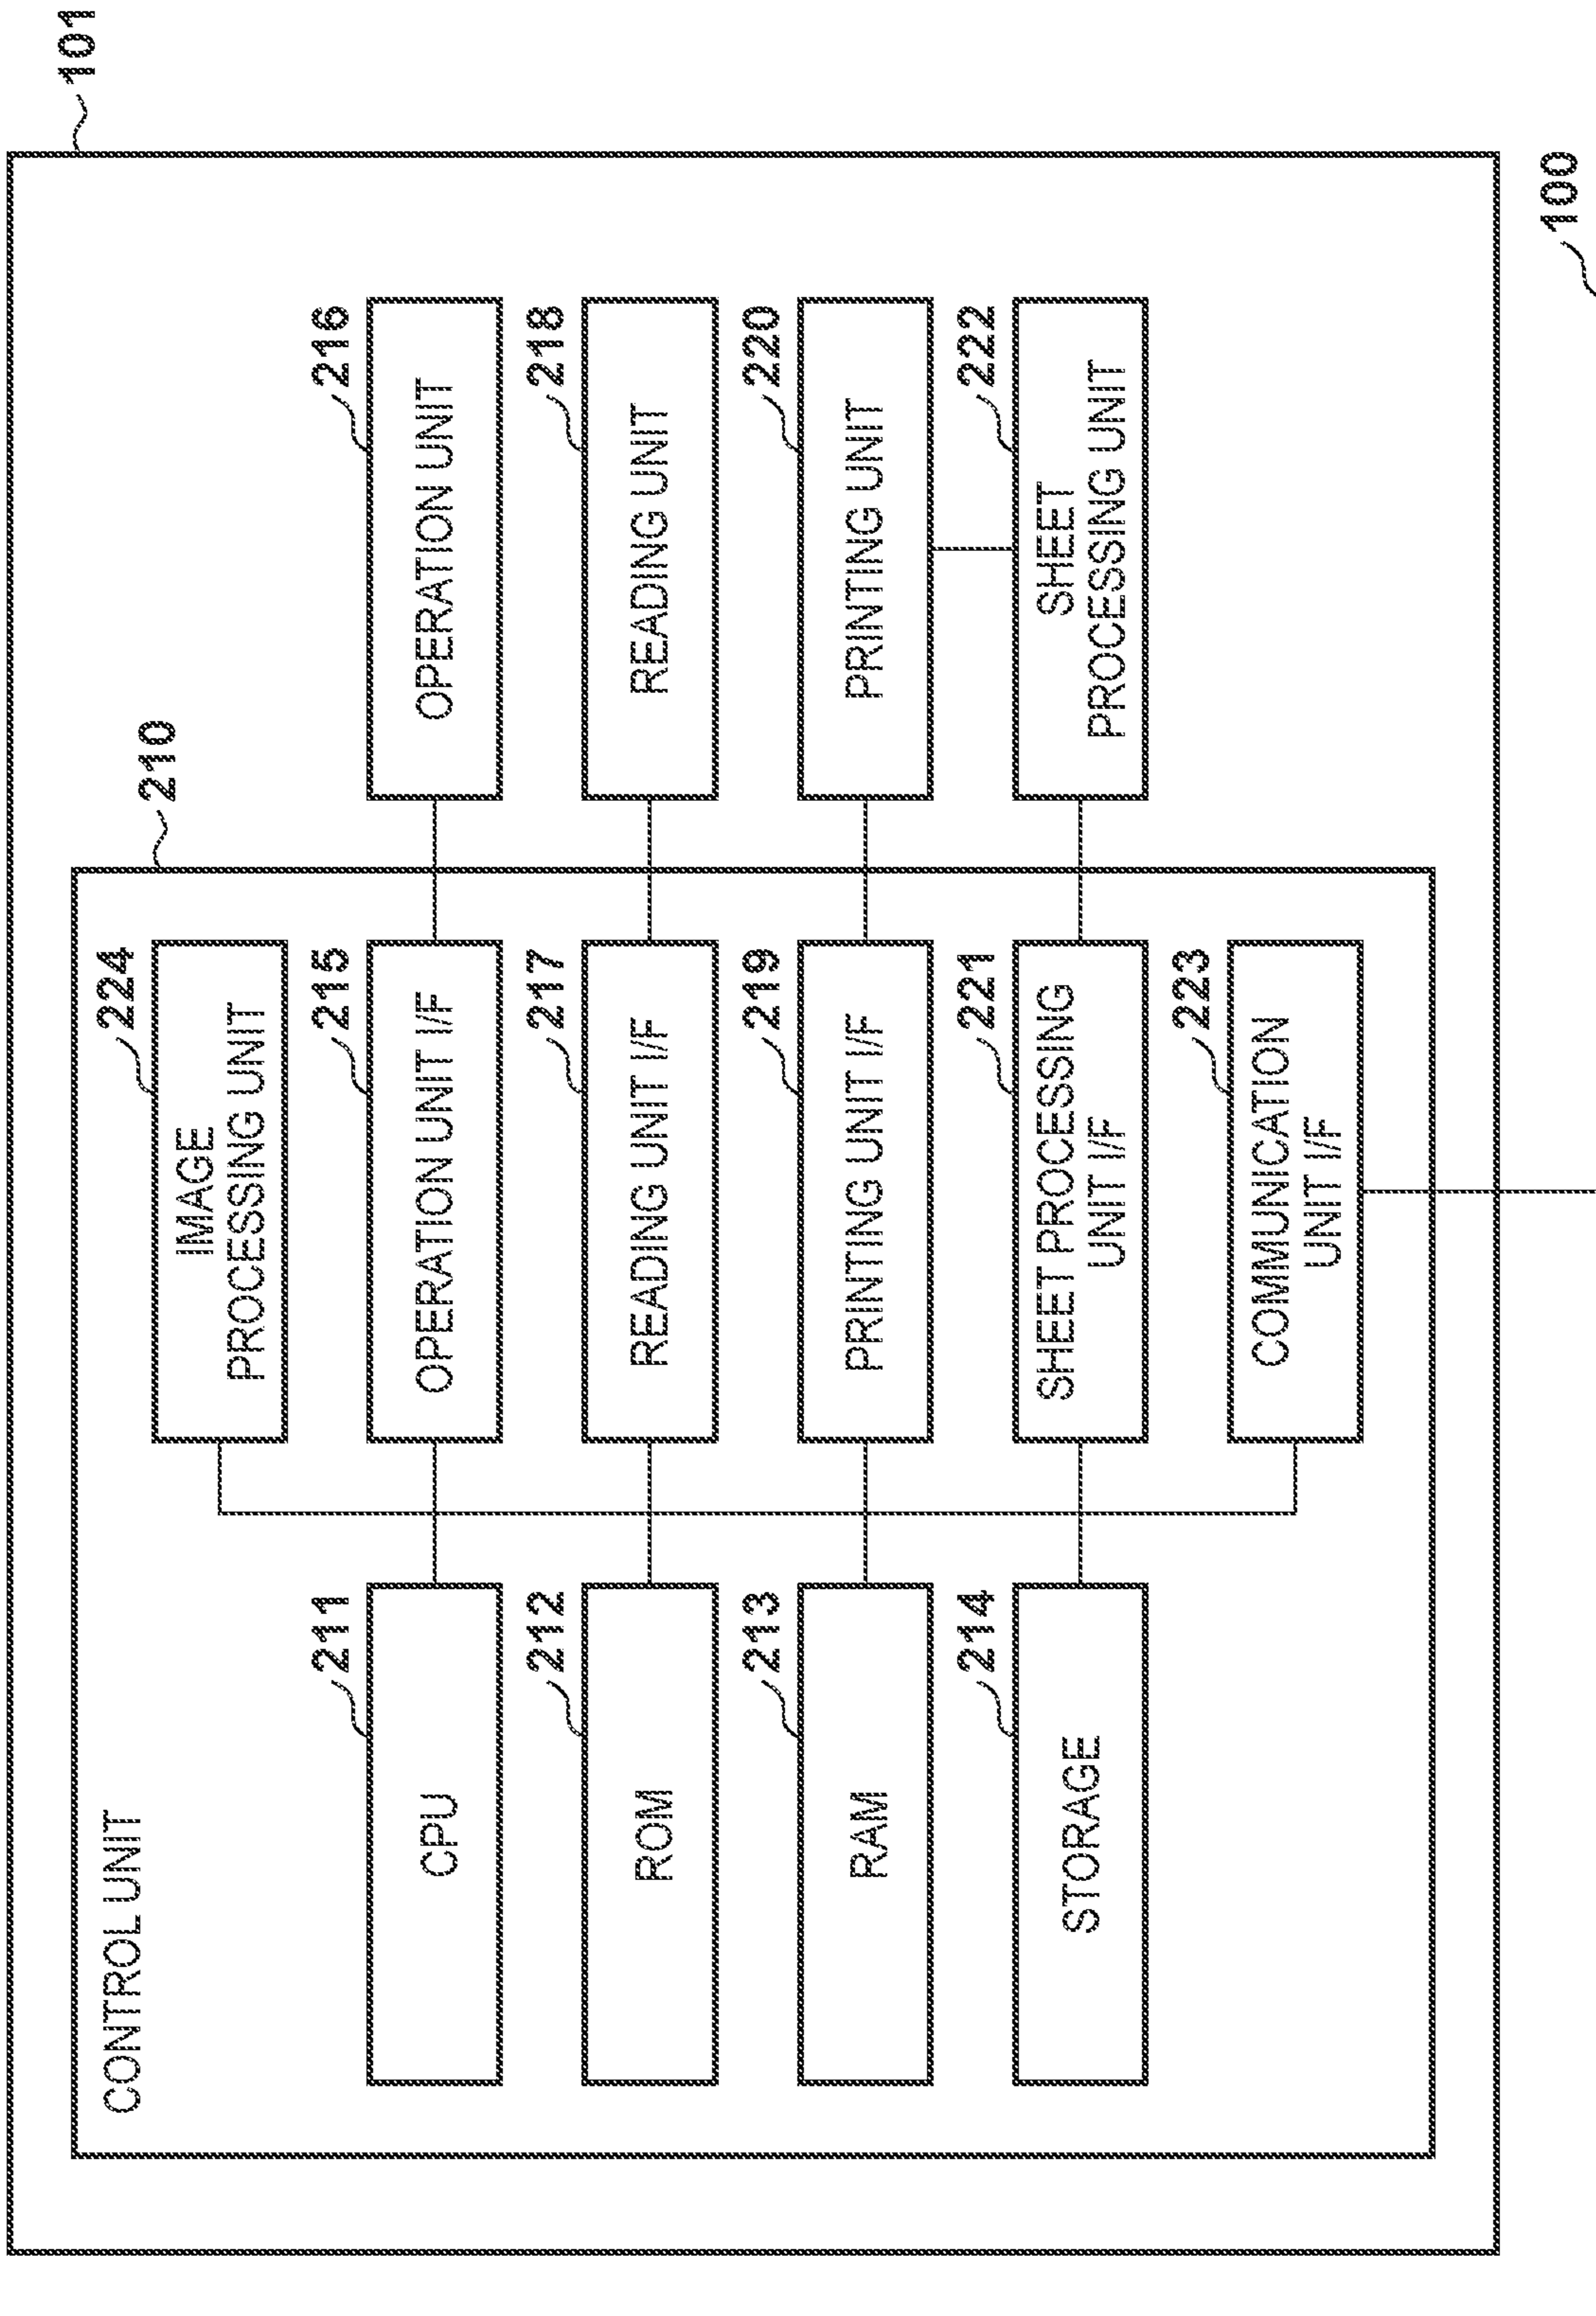 101
210
CONTROL UNIT
224
IMAGE
PROCESSING UNIT
211
CPU
215
OPERATION UNIT I/F
216
OPERATION UNIT
212
ROM
217
READING UNIT I/F
218
READING UNIT
213
RAM
219
PRINTING UNIT I/F
220
PRINTING UNIT
214
STORAGE
221
SHEET PROCESSING
UNIT I/F
222
SHEET
PROCESSING UNIT
223
COMMUNICATION
UNIT I/F
100